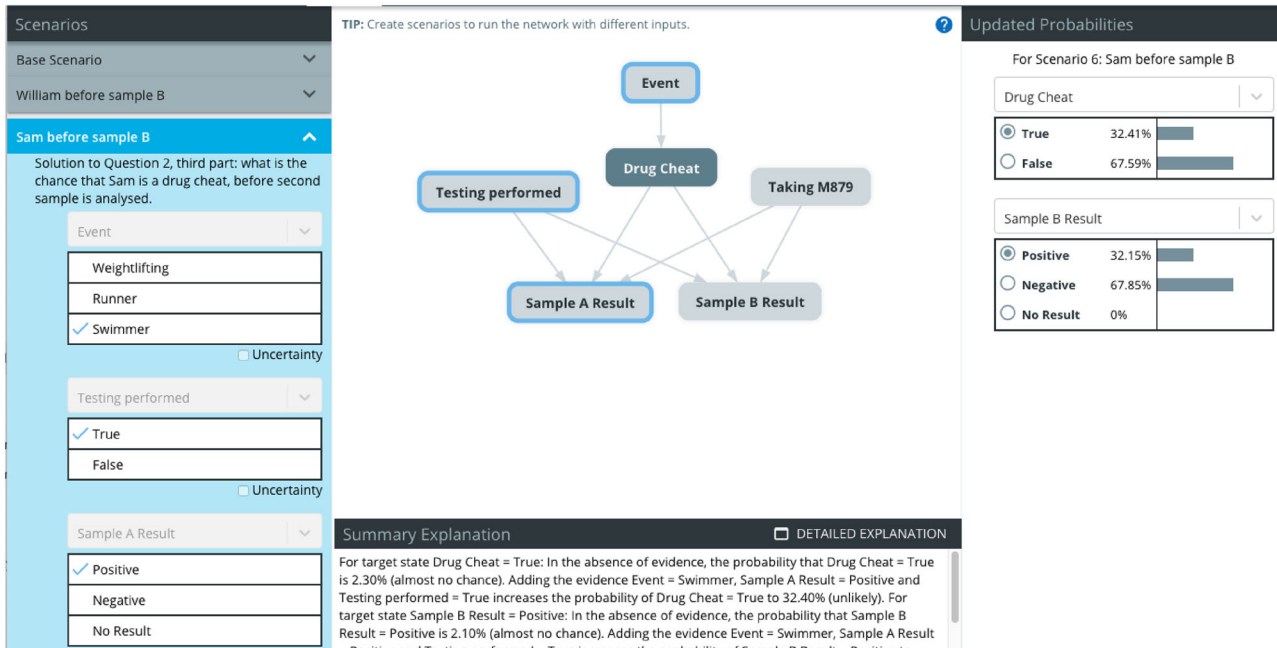 Scenarios
Base Scenario
William before sample B
Sam before sample B
Solution to Question 2, third part: what is the
chance that Sam is a drug cheat, before second
sample is analysed.
Event
Weightlifting
Runner
Swimmer
Uncertainty
Testing performed
True
False
Uncertainty
Sample A Result
Positive
Negative
No Result
TIP: Create scenarios to run the network with different inputs.
?
Event
Drug Cheat
Testing performed
Taking M879
Sample A Result
Sample B Result
Summary Explanation
DETAILED EXPLANATION
For target state Drug Cheat = True: In the absence of evidence, the probability that Drug Cheat = True
is 2.30% (almost no chance). Adding the evidence Event = Swimmer, Sample A Result = Positive and
Testing performed = True increases the probability of Drug Cheat = True to 32.40% (unlikely). For
target state Sample B Result = Positive: In the absence of evidence, the probability that Sample B
Result = Positive is 2.10% (almost no chance). Adding the evidence Event = Swimmer, Sample A Result
Updated Probabilities
For Scenario 6: Sam before sample B
Drug Cheat
True 32.41%
False 67.59%
Sample B Result
Positive 32.15%
Negative 67.85%
No Result 0%